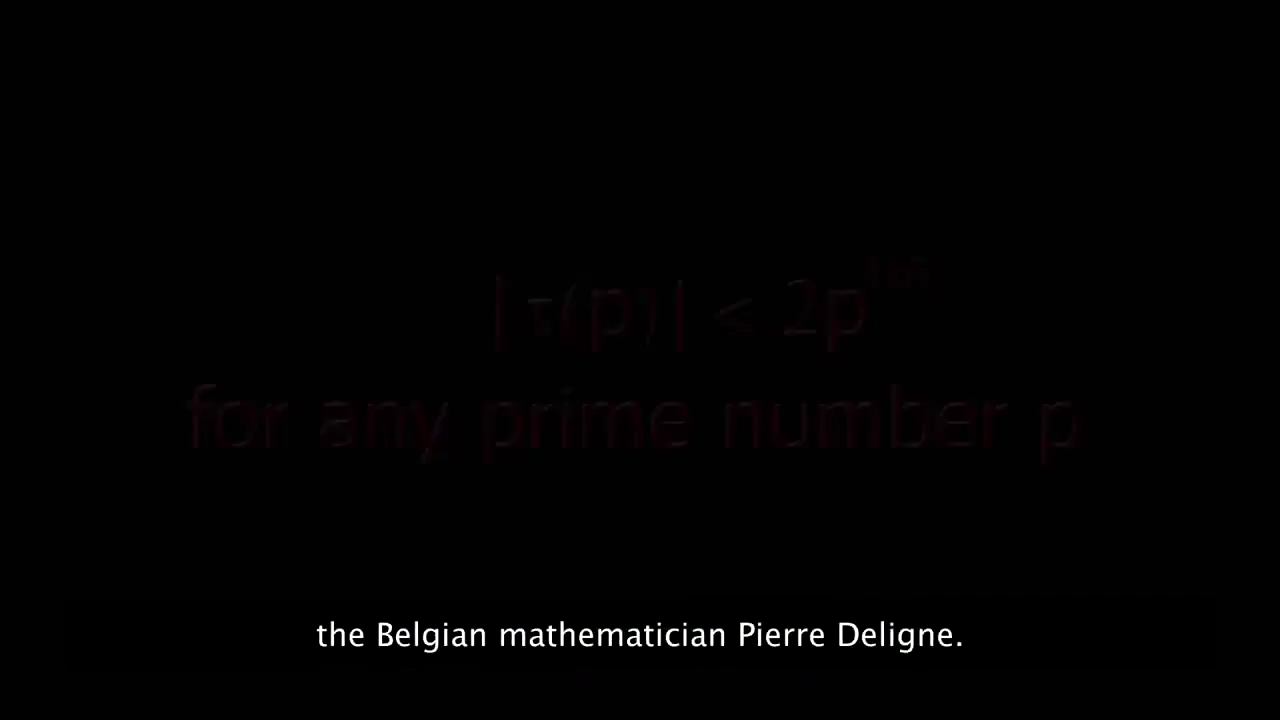 |τ(p)| < 2p
for any prime number p
the Belgian mathematician Pierre Deligne.